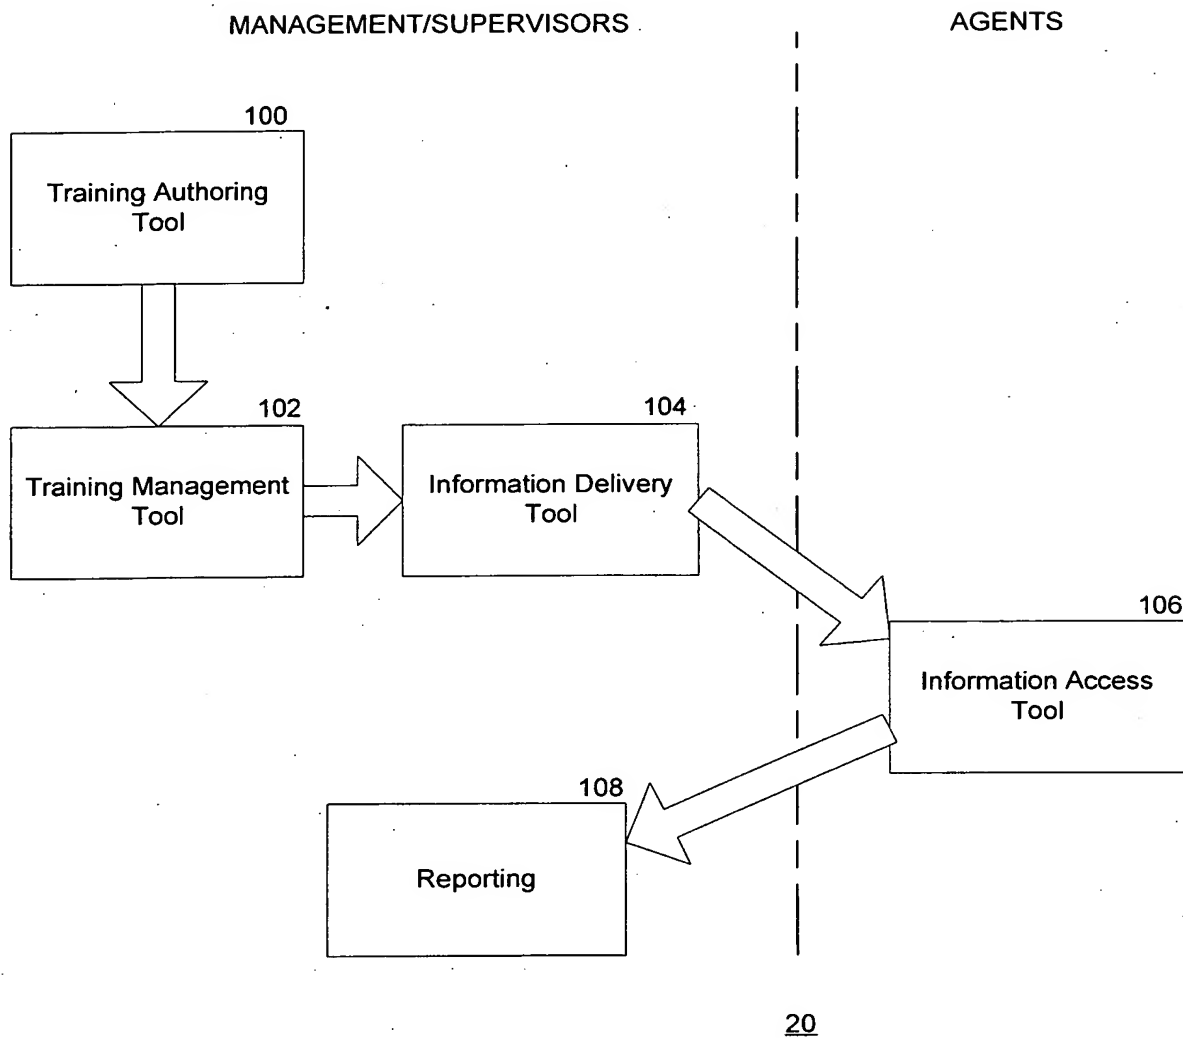 MANAGEMENT/SUPERVISORS
AGENTS
100
Training Authoring
Tool
102
Training Management
Tool
104
Information Delivery
Tool
106
Information Access
Tool
108
Reporting
20